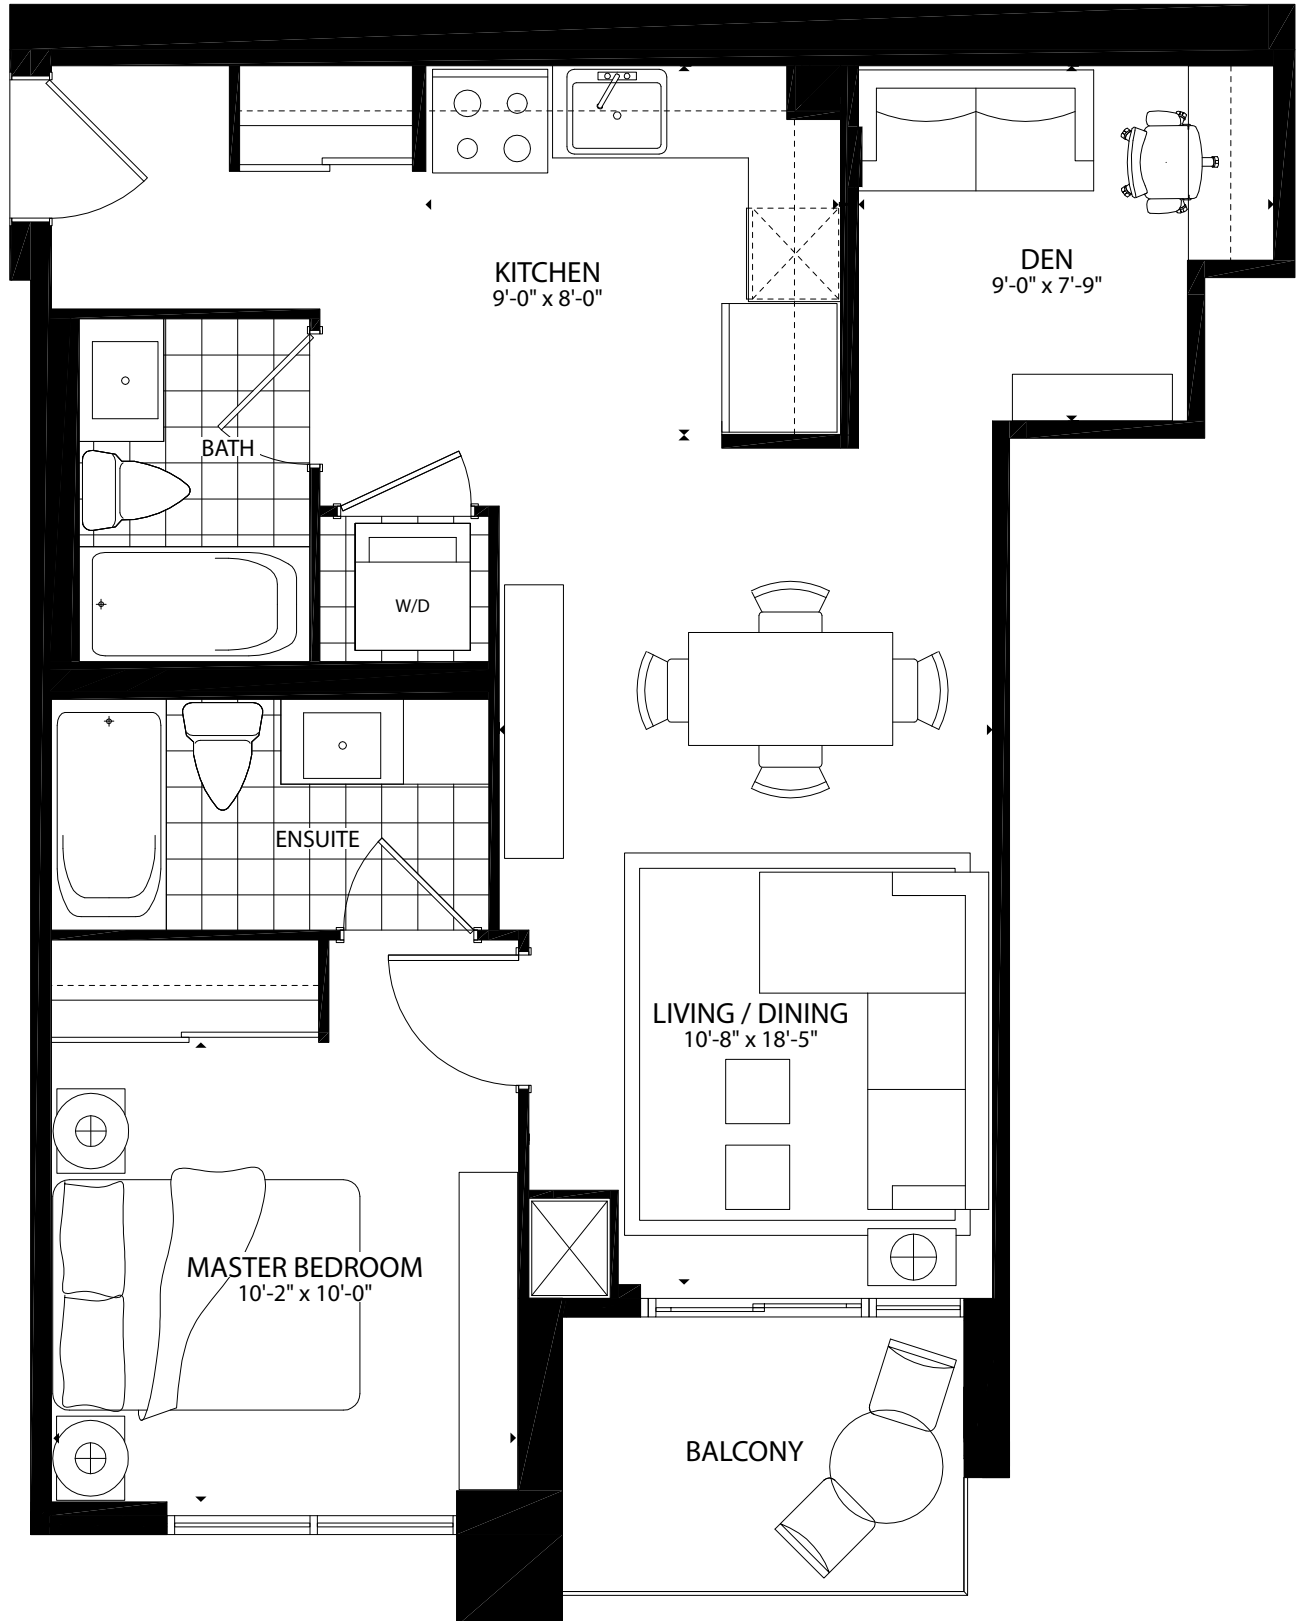 KITCHEN
9'-0" x 8'-0"
DEN
9'-0" x 7'-9"
BATH
W/D
ENSUITE
LIVING / DINING
10'-8" x 18'-5"
MASTER BEDROOM
10'-2" x 10'-0"
BALCONY